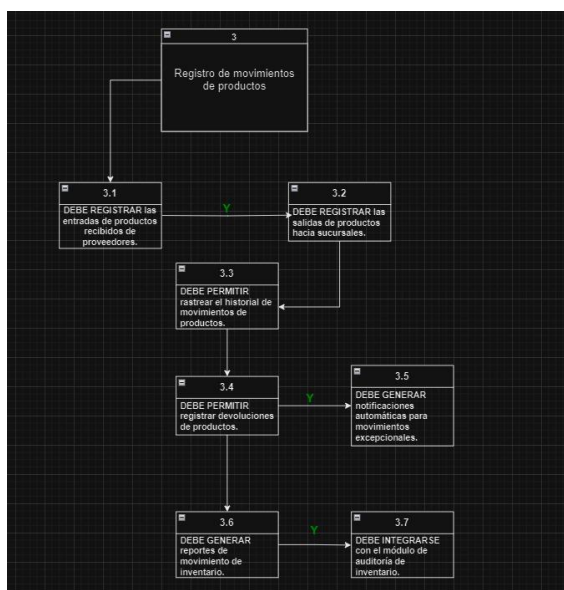 3
Registro de movimientos
de productos
3.1
DEBE REGISTRAR las
entradas de productos
recibidos de
proveedores.
Y
3.2
DEBE REGISTRAR las
salidas de productos
hacia sucursales.
3.3
DEBE PERMITIR
rastrear el historial de
movimientos de
productos.
3.4
DEBE PERMITIR
registrar devoluciones
de productos.
Y
3.5
DEBE GENERAR
notificaciones
automáticas para
movimientos
excepcionales.
3.6
DEBE GENERAR
reportes de
movimiento de
inventario.
Y
3.7
DEBE INTEGRARSE
con el módulo de
auditoría de
inventario.